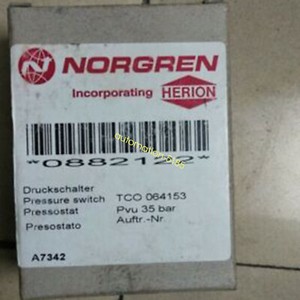 NORGREN
Incorporating HERION
*0882122*
Druckschalter
Pressure switch TCO 064153
Pressostat Pvu 35 bar
Presostato Auftr.-Nr.
A7342